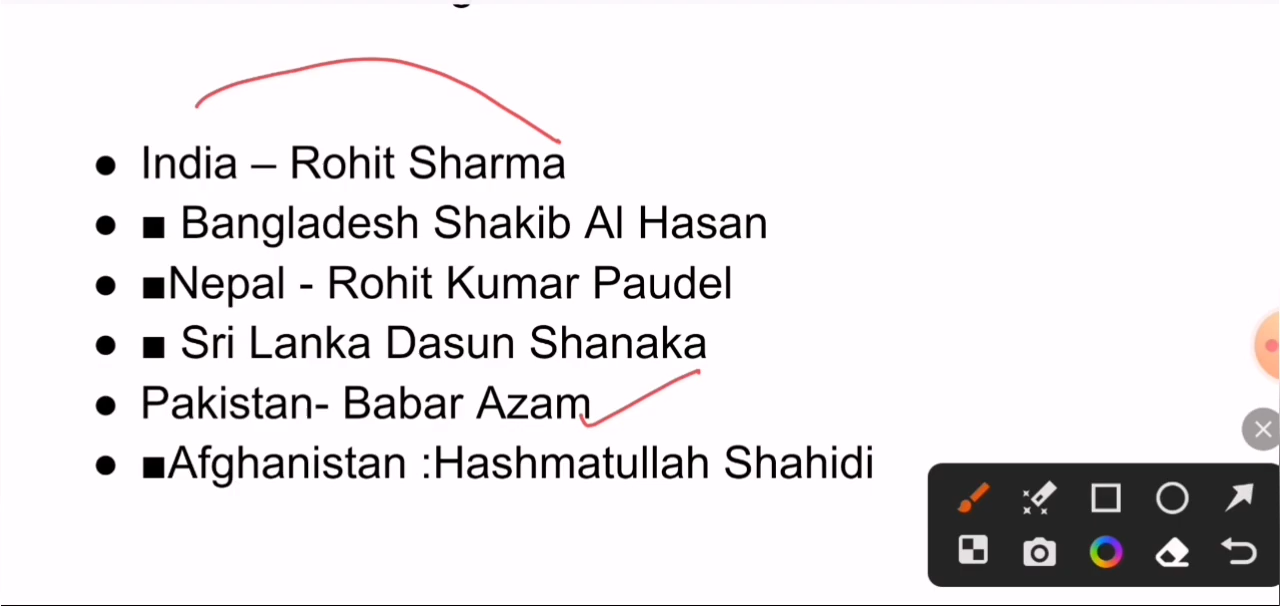 ● India – Rohit Sharma
● ■ Bangladesh Shakib Al Hasan
● ■Nepal - Rohit Kumar Paudel
● ■ Sri Lanka Dasun Shanaka
● Pakistan- Babar Azam
● ■Afghanistan :Hashmatullah Shahidi